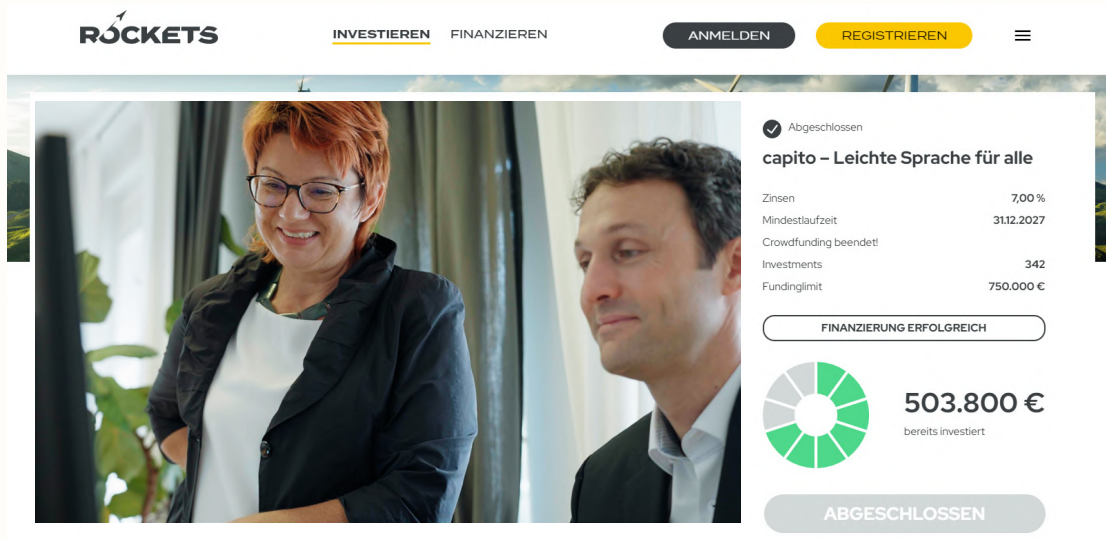 ROCKETS
INVESTIEREN FINANZIEREN
ANMELDEN
REGISTRIEREN
Abgeschlossen
capito – Leichte Sprache für alle
Zinsen 7,00 %
Mindestlaufzeit 31.12.2027
Crowdfunding beendet!
Investments 342
Fundinglimit 750.000 €
FINANZIERUNG ERFOLGREICH
503.800 €
bereits investiert
ABGESCHLOSSEN